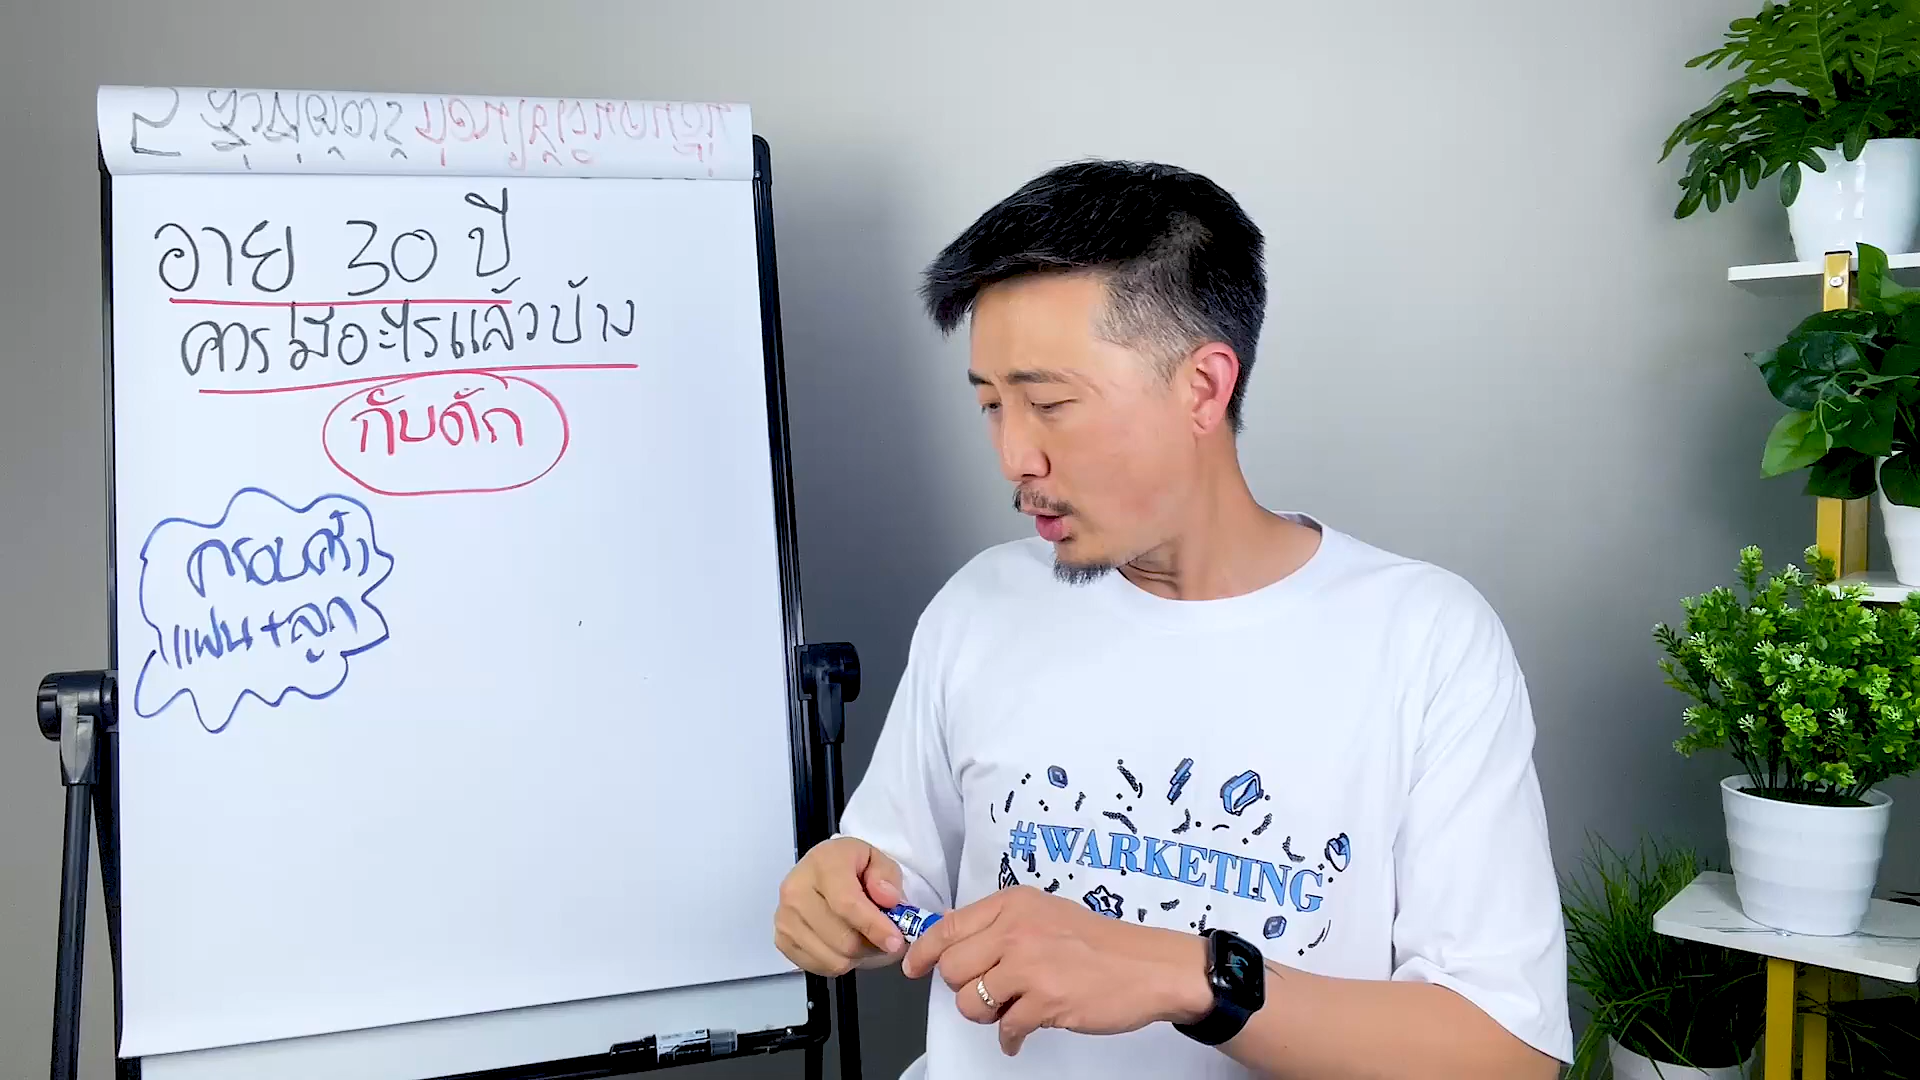 อายุ 30 ปี
ควรมีอะไรแล้วบ้าง
กับดัก
ครอบครัว
แฟน+ลูก
#WARKETING